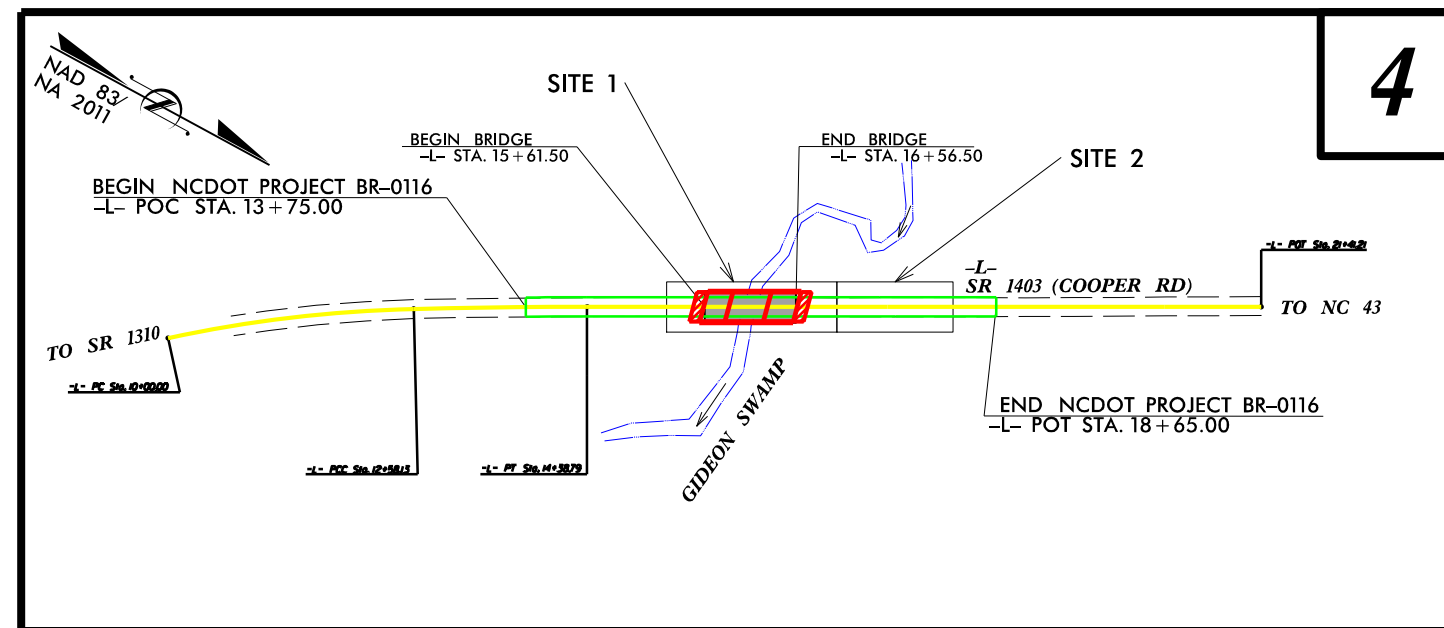 4
NAD 83/
NA 2011
SITE 1
BEGIN BRIDGE
-L- STA. 15+61.50
END BRIDGE
-L- STA. 16+56.50
SITE 2
BEGIN NCDOT PROJECT BR-0116
-L- POC STA. 13+75.00
-L- POT Sta. 21+41.21
-L-
SR 1403 (COOPER RD)
TO NC 43
TO SR 1310
-L- PC Sta. 10+00.00
GIDEON SWAMP
END NCDOT PROJECT BR-0116
-L- POT STA. 18+65.00
-L- PCC Sta. 12+58.15
-L- PT Sta. 14+38.79